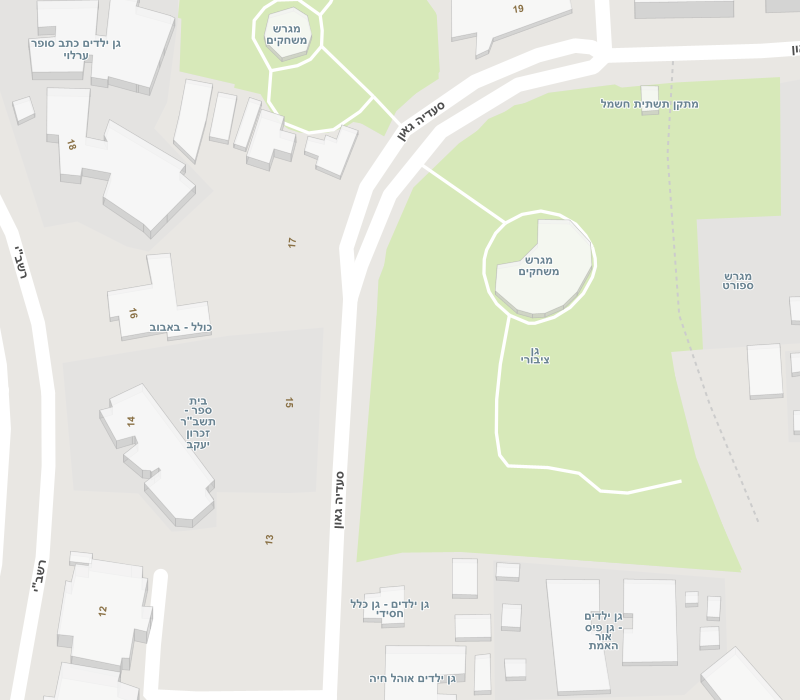 19
מגרש
משחקים
גן ילדים כתב סופר
ערלוי
סעדיה גאון
מתקן תשתית חשמל
18
17
רשב"י
מגרש
משחקים
מגרש
ספורט
16
כולל - באבוב
גן
ציבורי
15
14
בית
ספר -
תשב"ר
זכרון
יעקב
סעדיה גאון
13
רשב"י
12
גן ילדים - גן כלל
חסידי
גן ילדים
- גן פיס
אור
האמת
גן ילדים אוהל חיה